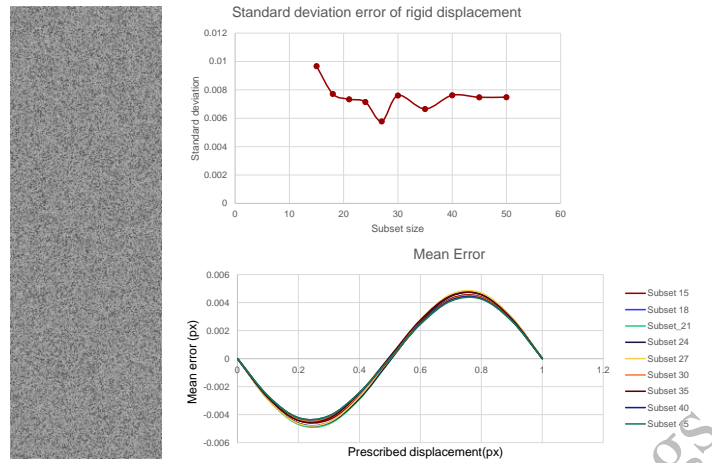 Standard deviation error of rigid displacement
0.012
0.01
0.008
0.006
0.004
0.002
0
0 10 20 30 40 50 60
Standard deviation
Subset size
Mean Error
0.006
0.004
0.002
0
-0.002
-0.004
-0.006
0 0.2 0.4 0.6 0.8 1 1.2
Mean error (px)
Prescribed displacement(px)
Subset 15
Subset 18
Subset_21
Subset 24
Subset 27
Subset 30
Subset 35
Subset 40
Subset 45
gs